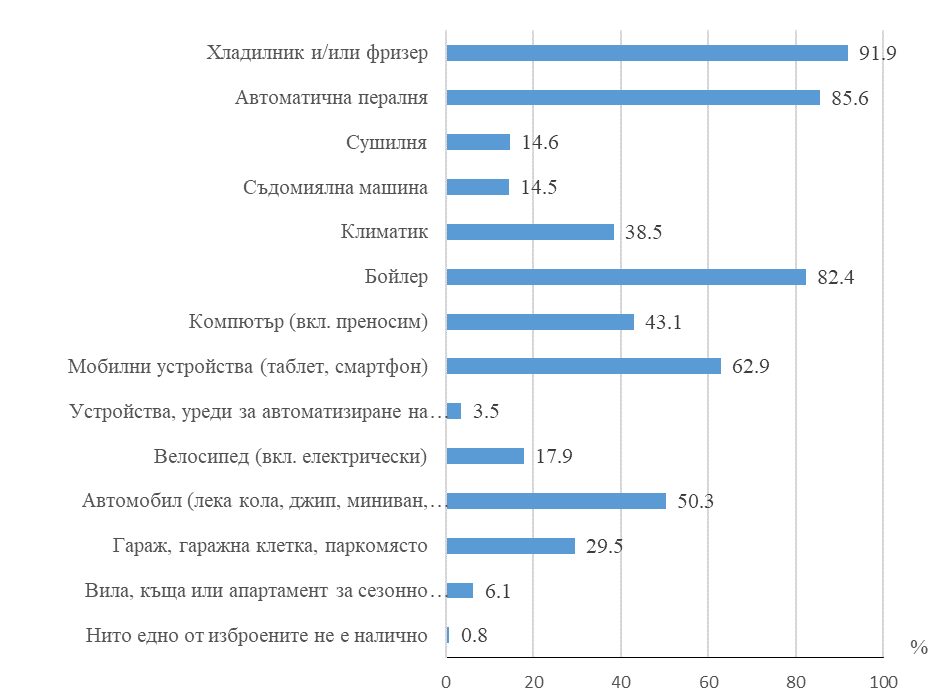 Хладилник и/или фризер 91.9
Автоматична пералня 85.6
Сушилня 14.6
Съдомиялна машина 14.5
Климатик 38.5
Бойлер 82.4
Компютър (вкл. преносим) 43.1
Мобилни устройства (таблет, смартфон) 62.9
Устройства, уреди за автоматизиране на… 3.5
Велосипед (вкл. електрически) 17.9
Автомобил (лека кола, джип, миниван,… 50.3
Гараж, гаражна клетка, паркомясто 29.5
Вила, къща или апартамент за сезонно… 6.1
Нито едно от изброените не е налично 0.8
%
0 20 40 60 80 100